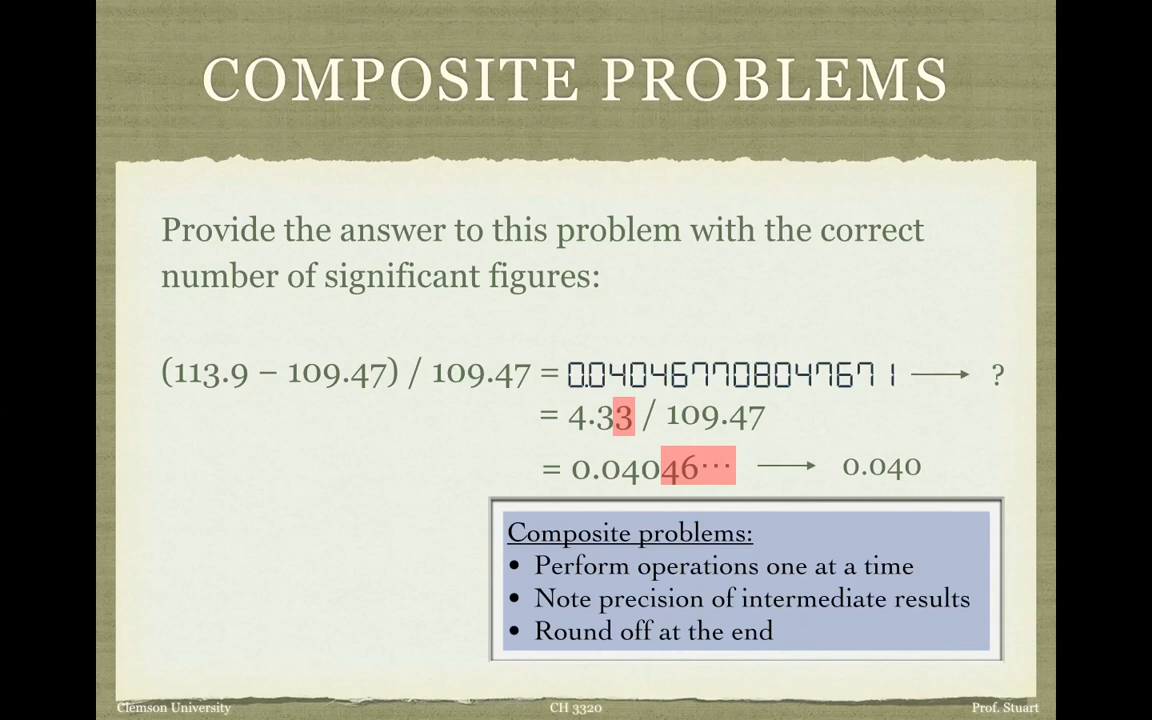 COMPOSITE PROBLEMS
Provide the answer to this problem with the correct
number of significant figures:
(113.9 − 109.47) / 109.47 = 0.040467708047671 ⟶ ?
= 4.33 / 109.47
= 0.04046··· ⟶ 0.040
Composite problems:
• Perform operations one at a time
• Note precision of intermediate results
• Round off at the end
Clemson University CH 3320 Prof. Stuart